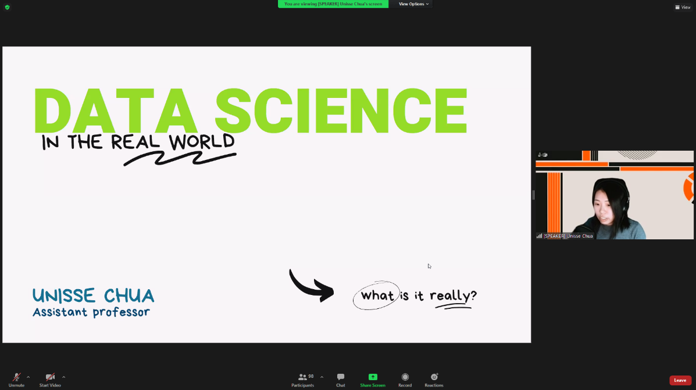 You are viewing [SPEAKER] Unisse Chua's screen
View Options
View
DATA SCIENCE
IN THE REAL WORLD
[SPEAKER] Unisse Chua
UNISSE CHUA
Assistant professor
what is it really?
Unmute
Start Video
Participants
Chat
Share Screen
Record
Reactions
Leave